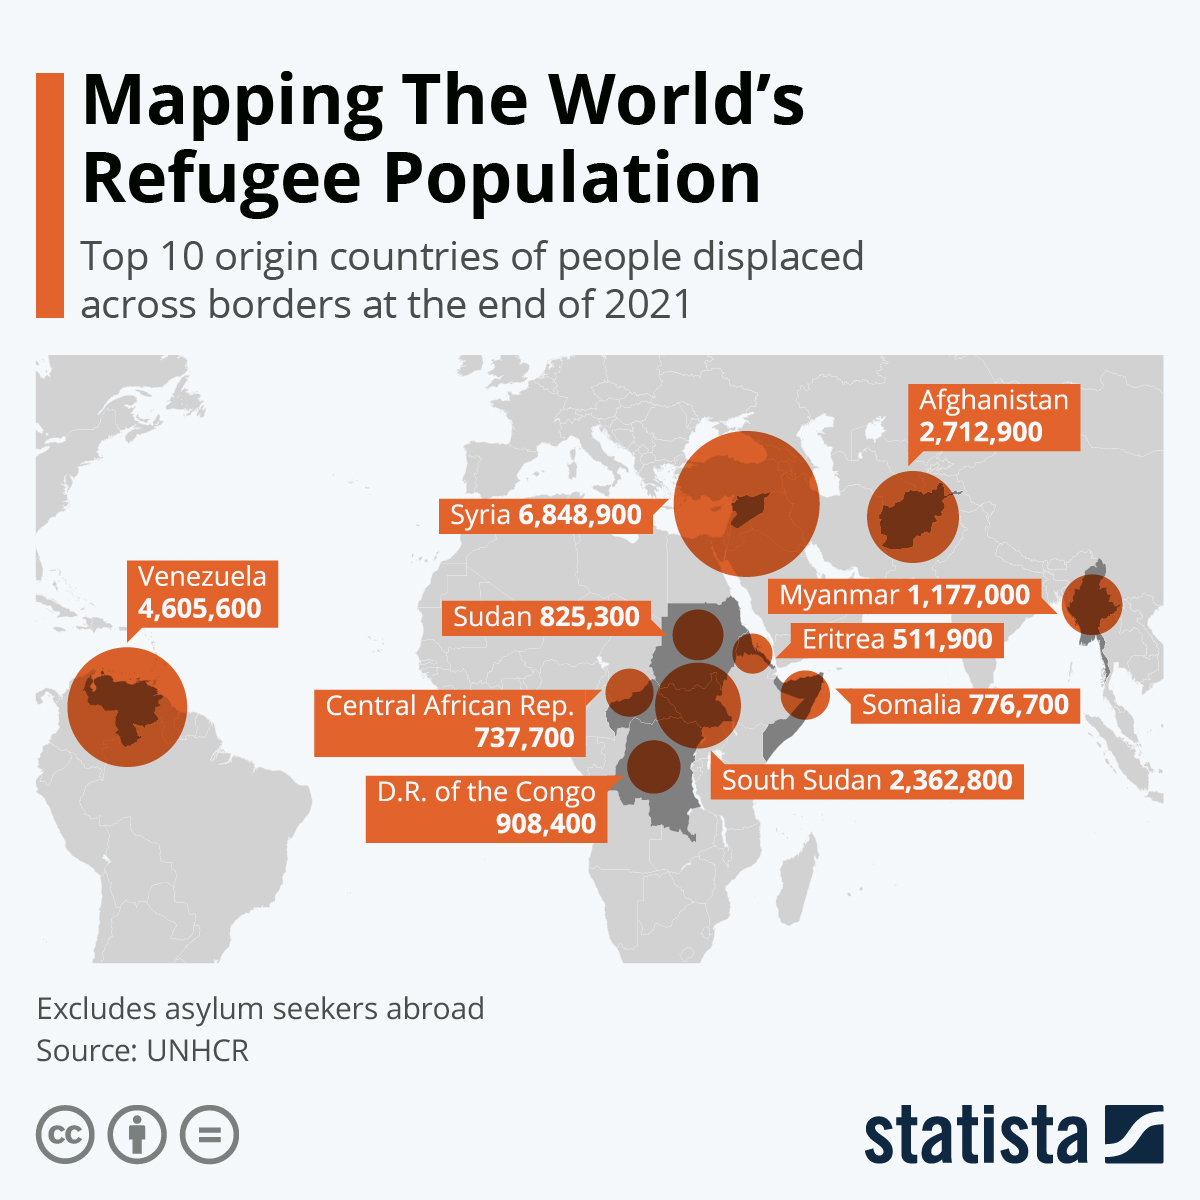 Mapping The World’s
Refugee Population
Top 10 origin countries of people displaced
across borders at the end of 2021
Afghanistan
2,712,900
Syria 6,848,900
Venezuela
4,605,600
Myanmar 1,177,000
Sudan 825,300
Eritrea 511,900
Central African Rep.
737,700
Somalia 776,700
South Sudan 2,362,800
D.R. of the Congo
908,400
Excludes asylum seekers abroad
Source: UNHCR
cc
statista